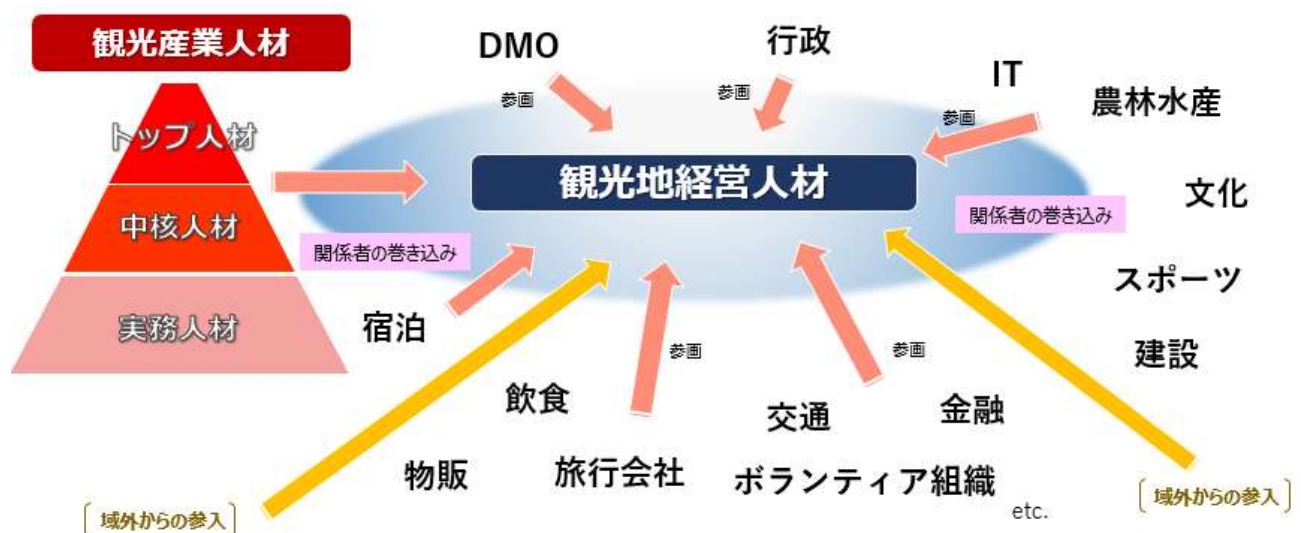 観光産業人材
トップ人材
中核人材
実務人材
DMO
参画
行政
参画
IT
参画
農林水産
観光地経営人材
文化
関係者の巻き込み
関係者の巻き込み
スポーツ
宿泊
建設
参画
参画
飲食
交通
金融
物販
旅行会社
ボランティア組織
etc.
域外からの参入
域外からの参入